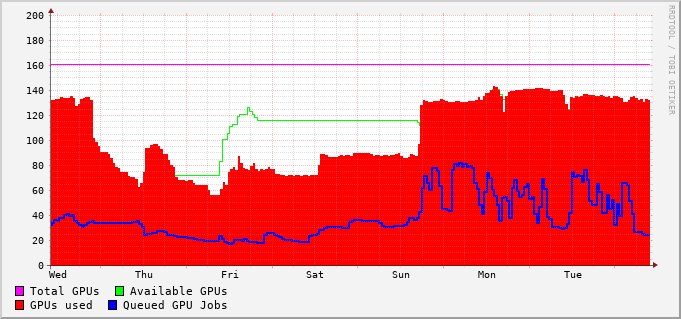 200
180
160
140
120
100
80
60
40
20
0
Wed Thu Fri Sat Sun Mon Tue
Total GPUs Available GPUs
GPUs used Queued GPU Jobs
RRDTOOL / TOBI OETIKER